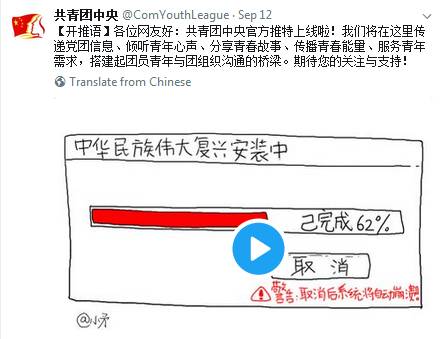 共青团中央 @ComYouthLeague · Sep 12
【开推语】各位网友好：共青团中央官方推特上线啦！我们将在这里传
递党团信息、倾听青年心声、分享青春故事、传播青春能量、服务青年
需求，搭建起团员青年与团组织沟通的桥梁。期待您的关注与支持！
Translate from Chinese
中华民族伟大复兴安装中
已完成62%
取消
警告:取消后系统将自动崩溃
@小矛